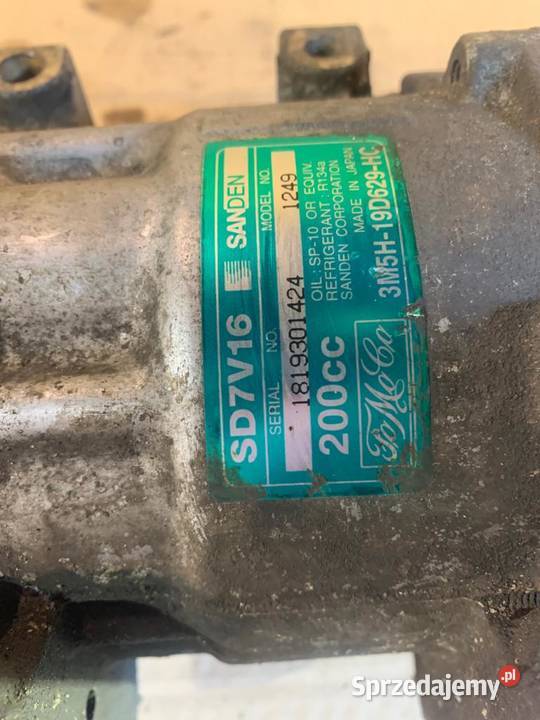 SD7V16 SANDEN
SERIAL NO. MODEL NO.
1819301424 1249
200CC
OIL : SP-10 OR EQUIV.
REFRIGERANT : R134a
SANDEN CORPORATION
MADE IN JAPAN
FoMoCo 3M5H-19D629-HC
Sprzedajemy.pl